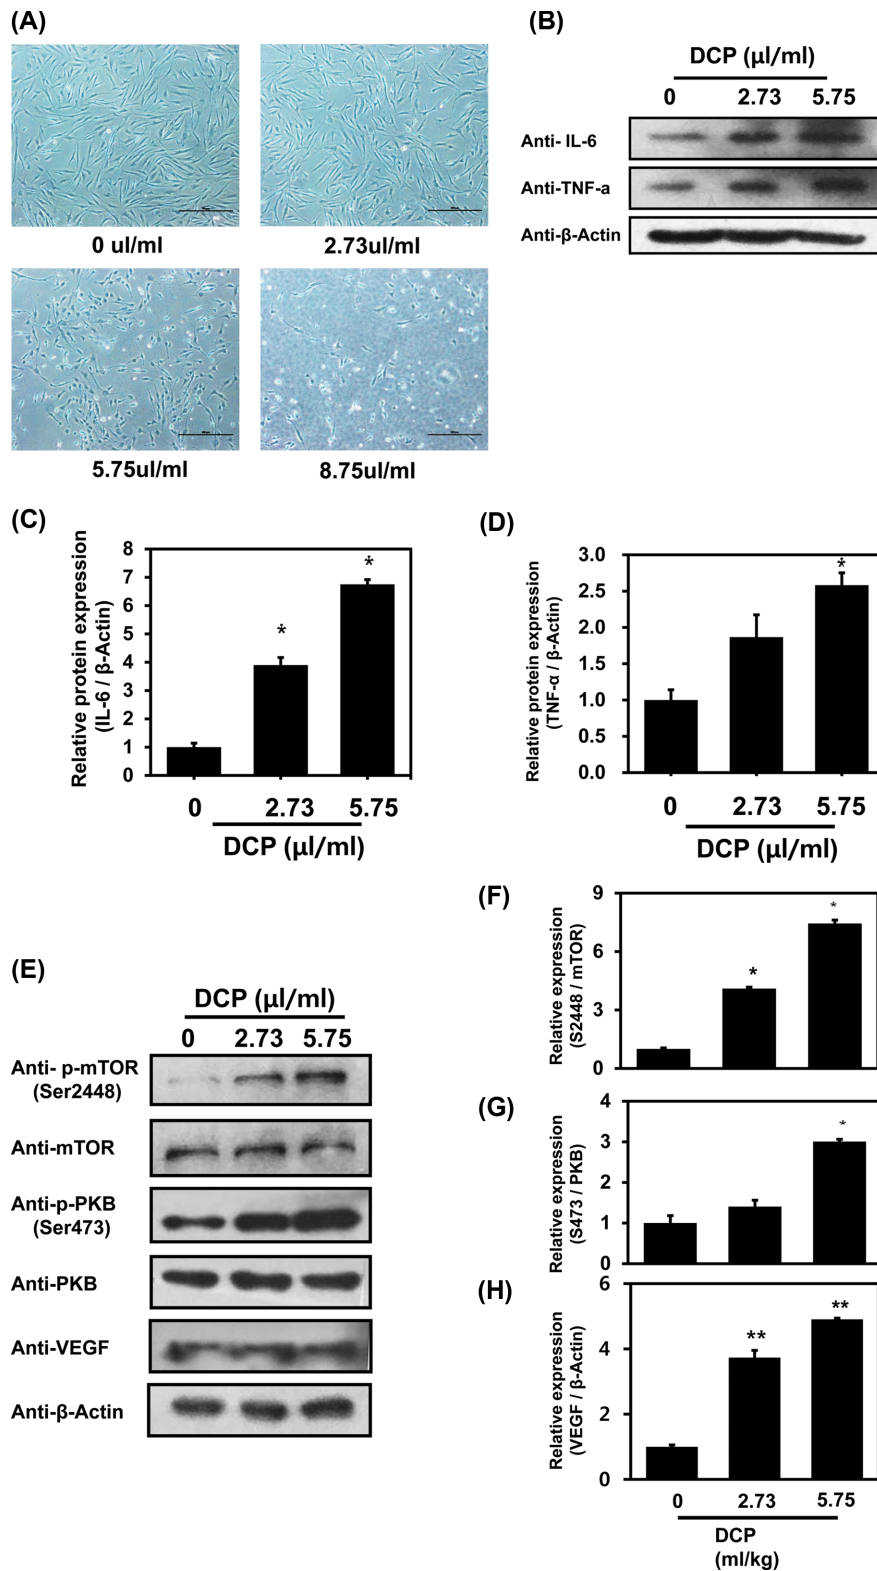 (A)
0 ul/ml
2.73ul/ml
5.75ul/ml
8.75ul/ml
(B)
DCP (µl/ml)
0 2.73 5.75
Anti- IL-6
Anti-TNF-a
Anti-β-Actin
(C)
Relative protein expression
(IL-6 / β-Actin)
8
7
6
5
4
3
2
1
0
*
*
0 2.73 5.75
DCP (µl/ml)
(D)
Relative protein expression
(TNF-α / β-Actin)
3.0
2.5
2.0
1.5
1.0
0.5
0.0
*
0 2.73 5.75
DCP (µl/ml)
(E)
DCP (µl/ml)
0 2.73 5.75
Anti- p-mTOR
(Ser2448)
Anti-mTOR
Anti-p-PKB
(Ser473)
Anti-PKB
Anti-VEGF
Anti-β-Actin
(F)
Relative expression
(S2448 / mTOR)
9
6
3
0
*
*
(G)
Relative expression
(S473 / PKB)
4
3
2
1
0
*
(H)
Relative expression
(VEGF / β-Actin)
6
4
2
0
**
**
0 2.73 5.75
DCP
(ml/kg)